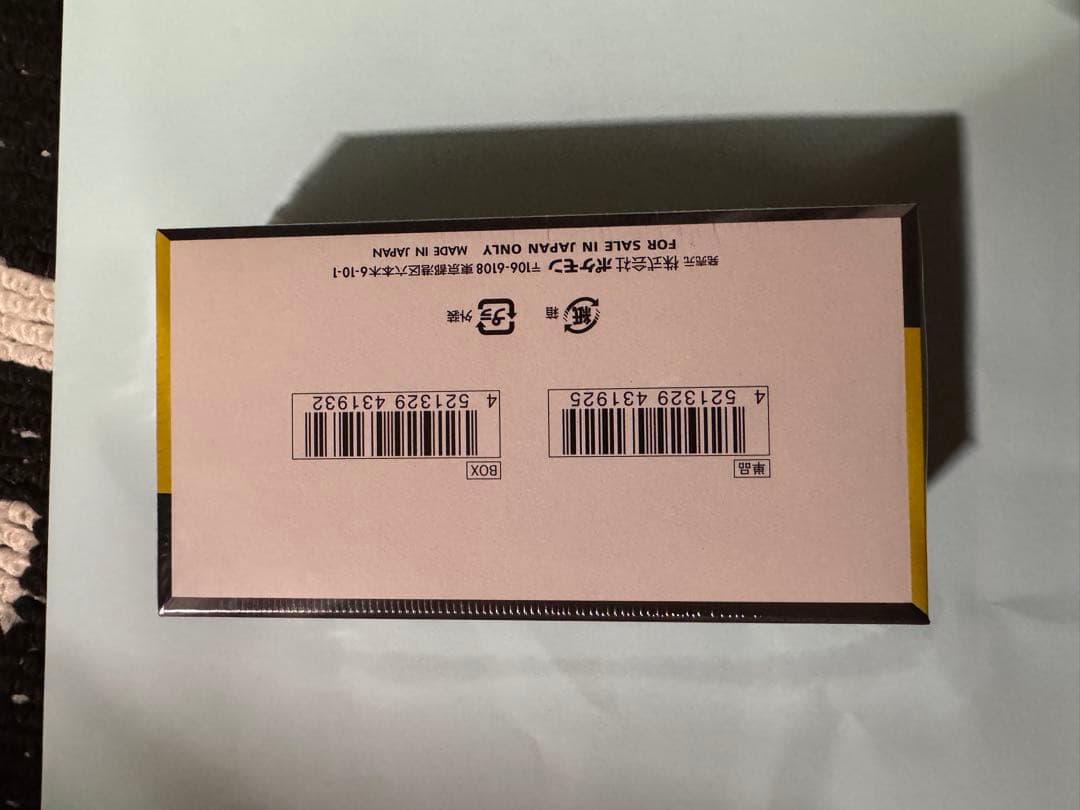 単品
4 521329 431925
BOX
4 521329 431932
紙 箱
プラ 外装
発売元 株式会社 ポケモン 〒106-6108 東京都港区六本木6-10-1
FOR SALE IN JAPAN ONLY MADE IN JAPAN